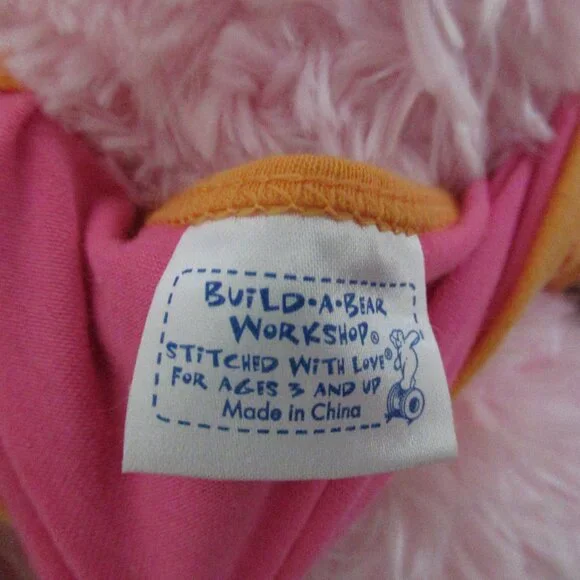 BUILD•A•BEAR
WORKSHOP®
STITCHED WITH LOVE®
FOR AGES 3 AND UP
Made in China